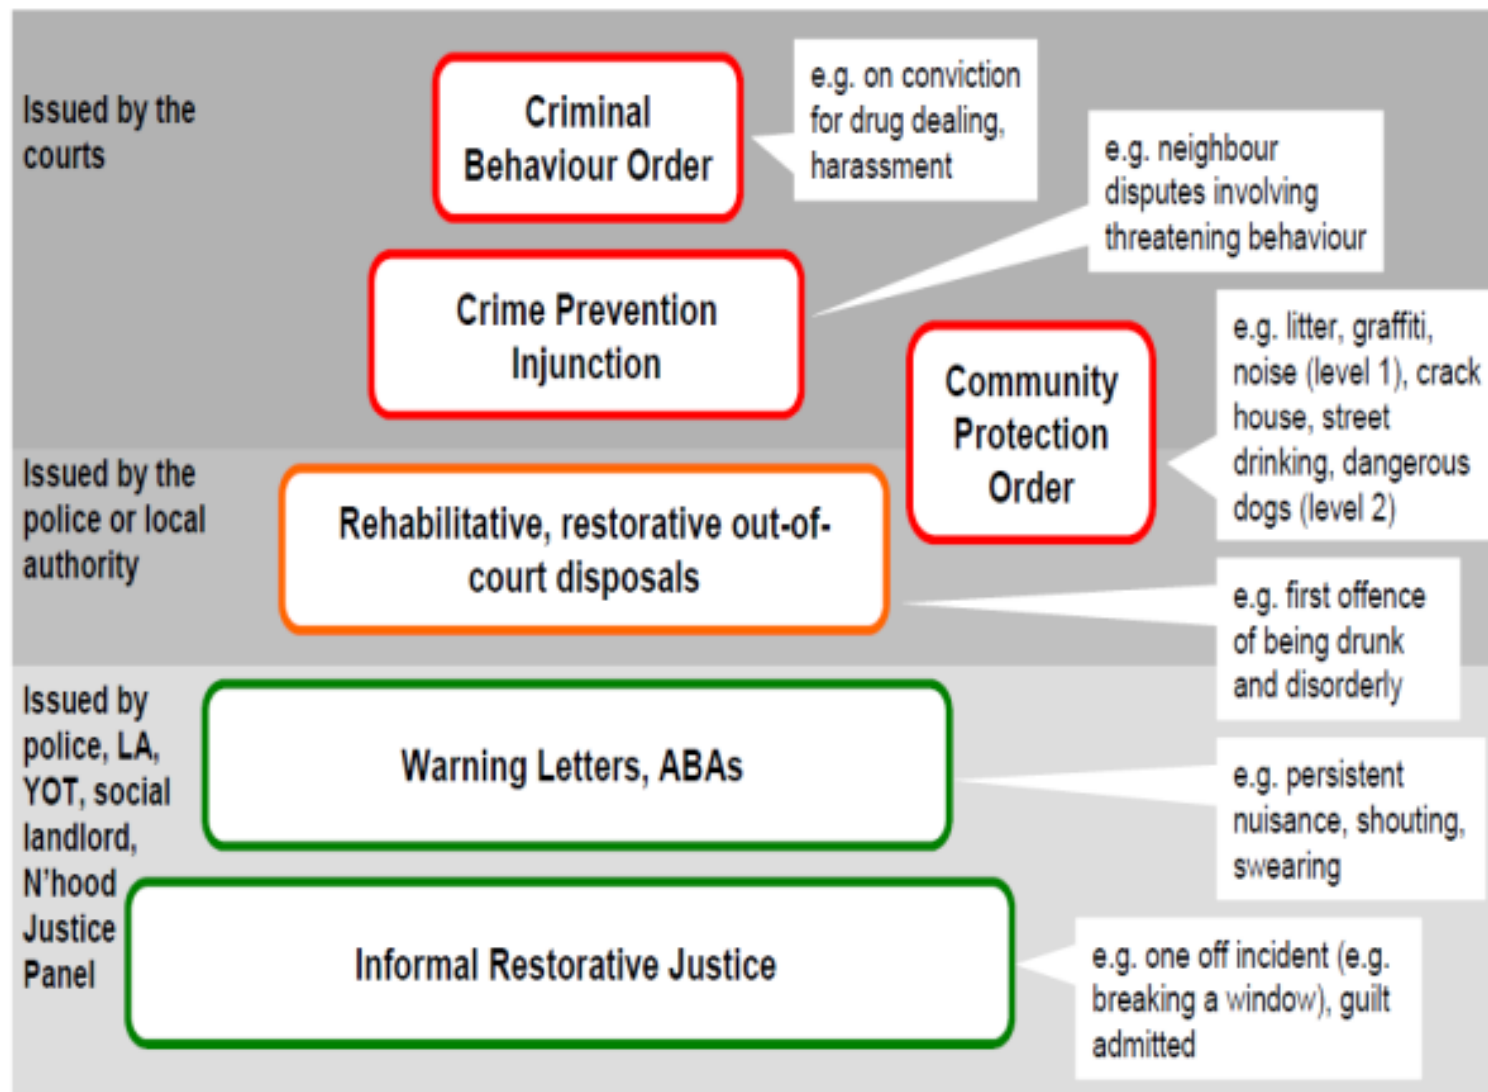 Issued by the
courts
Criminal
Behaviour Order
e.g. on conviction
for drug dealing,
harassment
e.g. neighbour
disputes involving
threatening behaviour
Crime Prevention
Injunction
Community
Protection
Order
e.g. litter, graffiti,
noise (level 1), crack
house, street
drinking, dangerous
dogs (level 2)
Issued by the
police or local
authority
Rehabilitative, restorative out-of-
court disposals
e.g. first offence
of being drunk
and disorderly
Issued by
police, LA,
YOT, social
landlord,
N'hood
Justice
Panel
Warning Letters, ABAs
e.g. persistent
nuisance, shouting,
swearing
Informal Restorative Justice
e.g. one off incident (e.g.
breaking a window), guilt
admitted